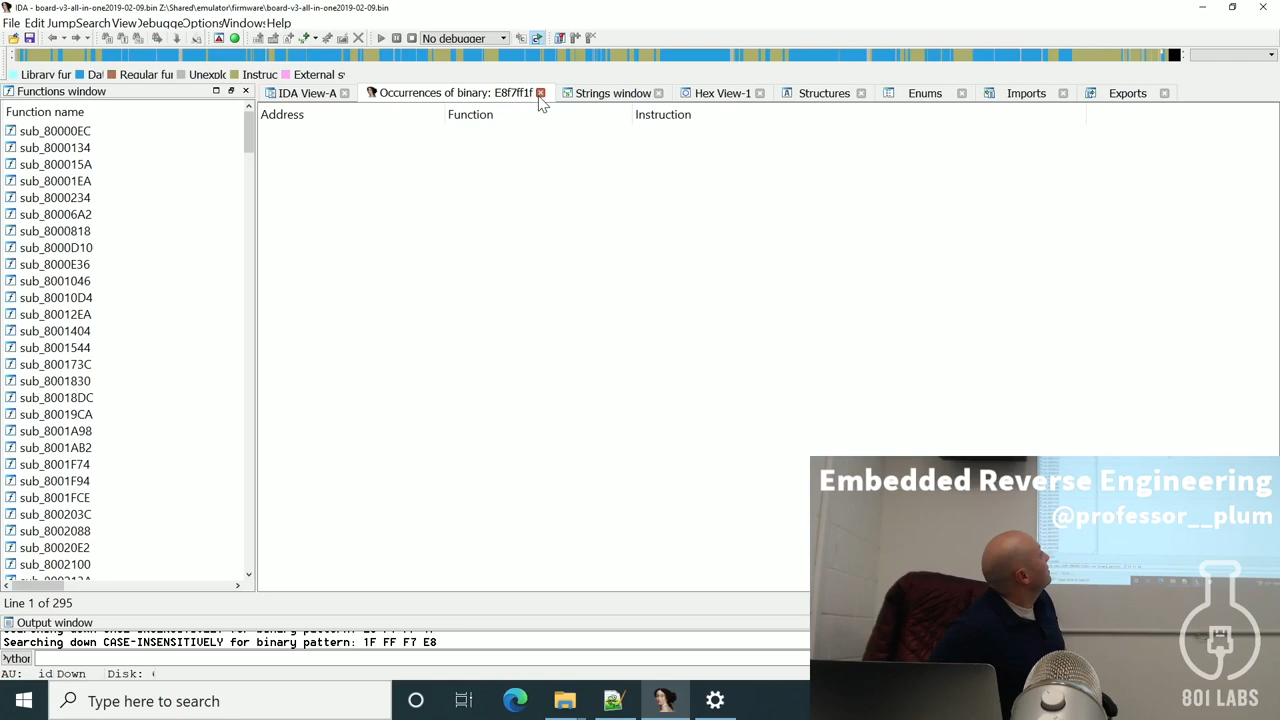 IDA - board-v3-all-in-one2019-02-09.bin Z:\Shared\emulator\firmware\board-v3-all-in-one2019-02-09.bin
File Edit Jump Search View Debugger Options Windows Help
No debugger
Library fur Dat Regular fu Unexplo Instruc External sy
Functions window
IDA View-A
Occurrences of binary: E8f7ff1f
Strings window
Hex View-1
Structures
Enums
Imports
Exports
Function name
Address Function Instruction
sub_80000EC
sub_8000134
sub_800015A
sub_80001EA
sub_8000234
sub_80006A2
sub_8000818
sub_8000D10
sub_8000E36
sub_8001046
sub_80010D4
sub_80012EA
sub_8001404
sub_8001544
sub_800173C
sub_8001830
sub_80018DC
sub_80019CA
sub_8001A98
sub_8001AB2
sub_8001F74
sub_8001F94
sub_8001FCE
sub_800203C
sub_8002088
sub_80020E2
sub_8002100
Line 1 of 295
Output window
Searching down CASE-INSENSITIVELY for binary pattern: 1F FF F7 E8
AU: id Down Disk:
Type here to search
Embedded Reverse Engineering
@professor__plum
801 LABS